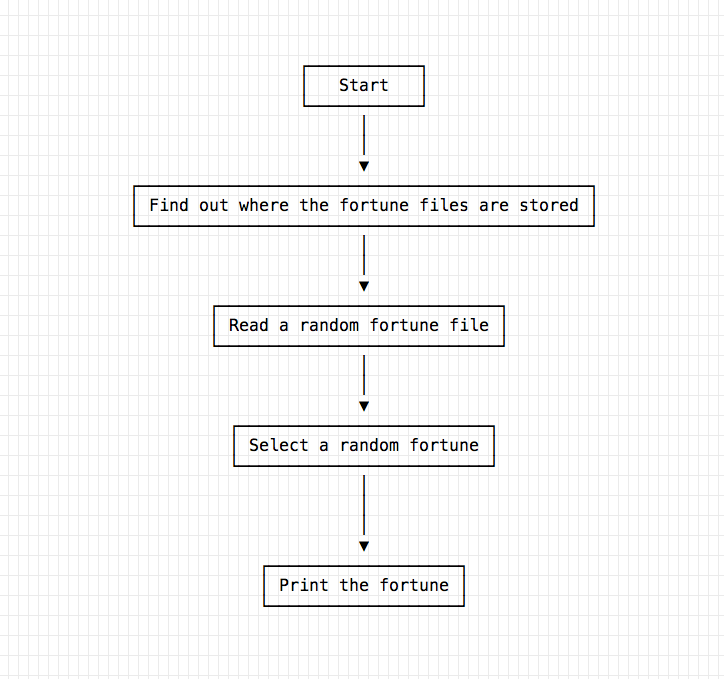 Start
Find out where the fortune files are stored
Read a random fortune file
Select a random fortune
Print the fortune